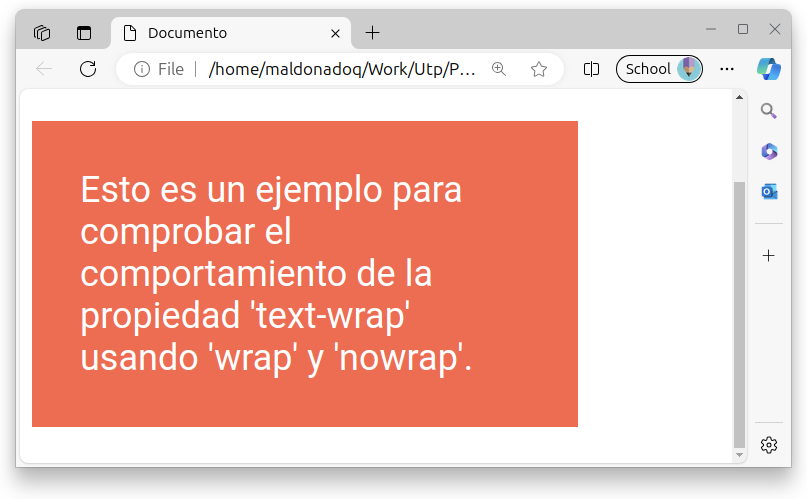 Documento
File
/home/maldonadoq/Work/Utp/P...
School
Esto es un ejemplo para
comprobar el
comportamiento de la
propiedad 'text-wrap'
usando 'wrap' y 'nowrap'.